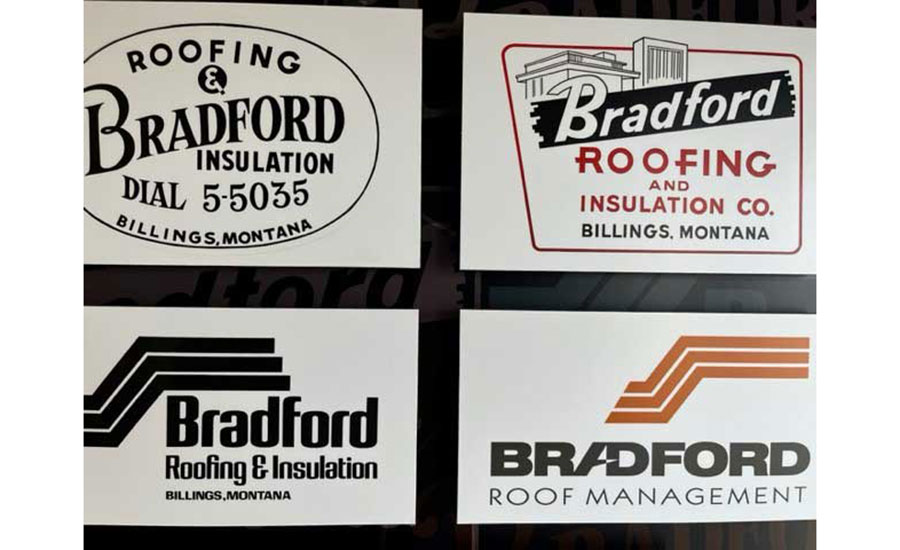 ROOFING
&
BRADFORD
INSULATION
DIAL 5-5035
BILLINGS, MONTANA
Bradford
ROOFING
AND
INSULATION CO.
BILLINGS, MONTANA
Bradford
Roofing & Insulation
BILLINGS, MONTANA
BRADFORD
ROOF MANAGEMENT